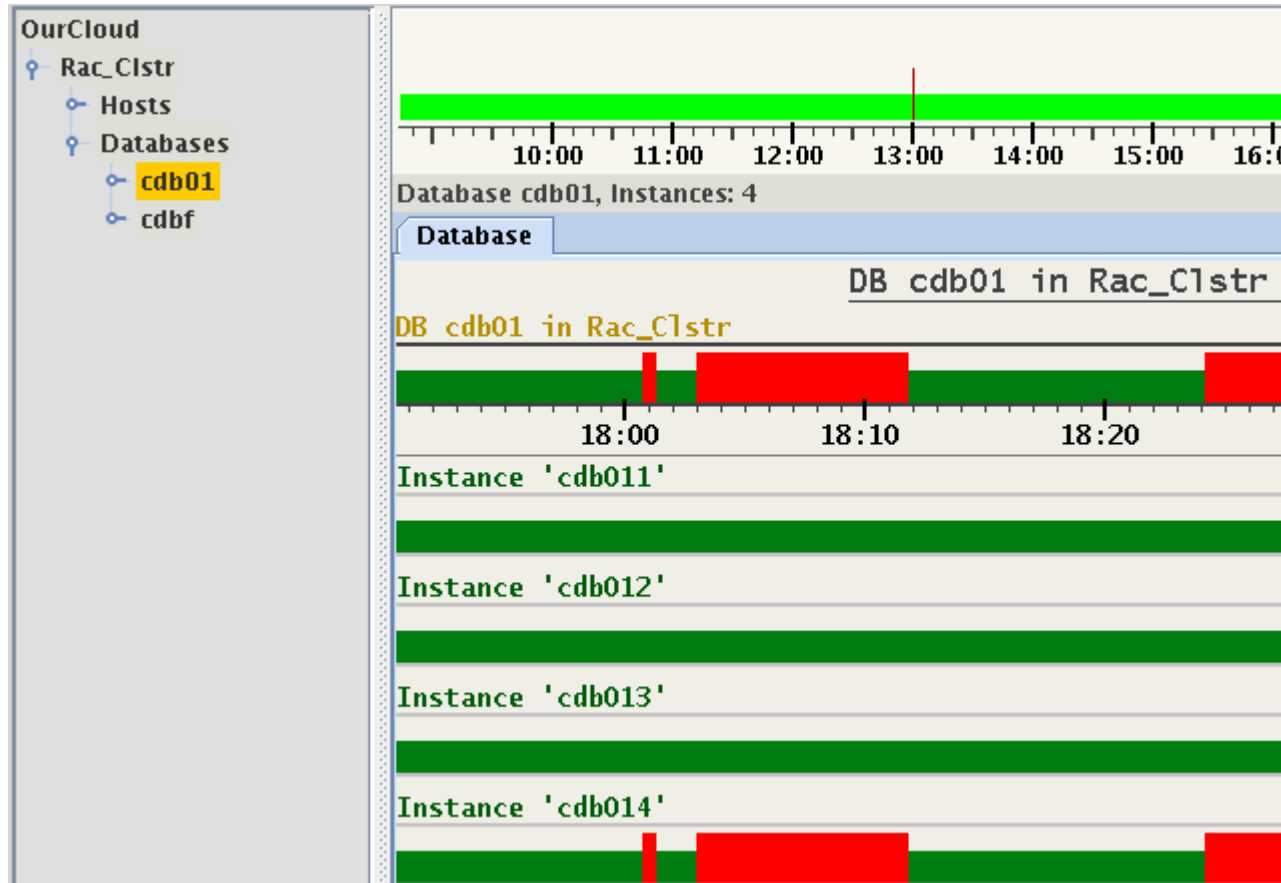 OurCloud
Rac_Clstr
Hosts
Databases
cdb01
cdbf
10:00 11:00 12:00 13:00 14:00 15:00
Database cdb01, Instances: 4
Database
DB cdb01 in Rac_Clstr
DB cdb01 in Rac_Clstr
18:00 18:10 18:20
Instance 'cdb011'
Instance 'cdb012'
Instance 'cdb013'
Instance 'cdb014'